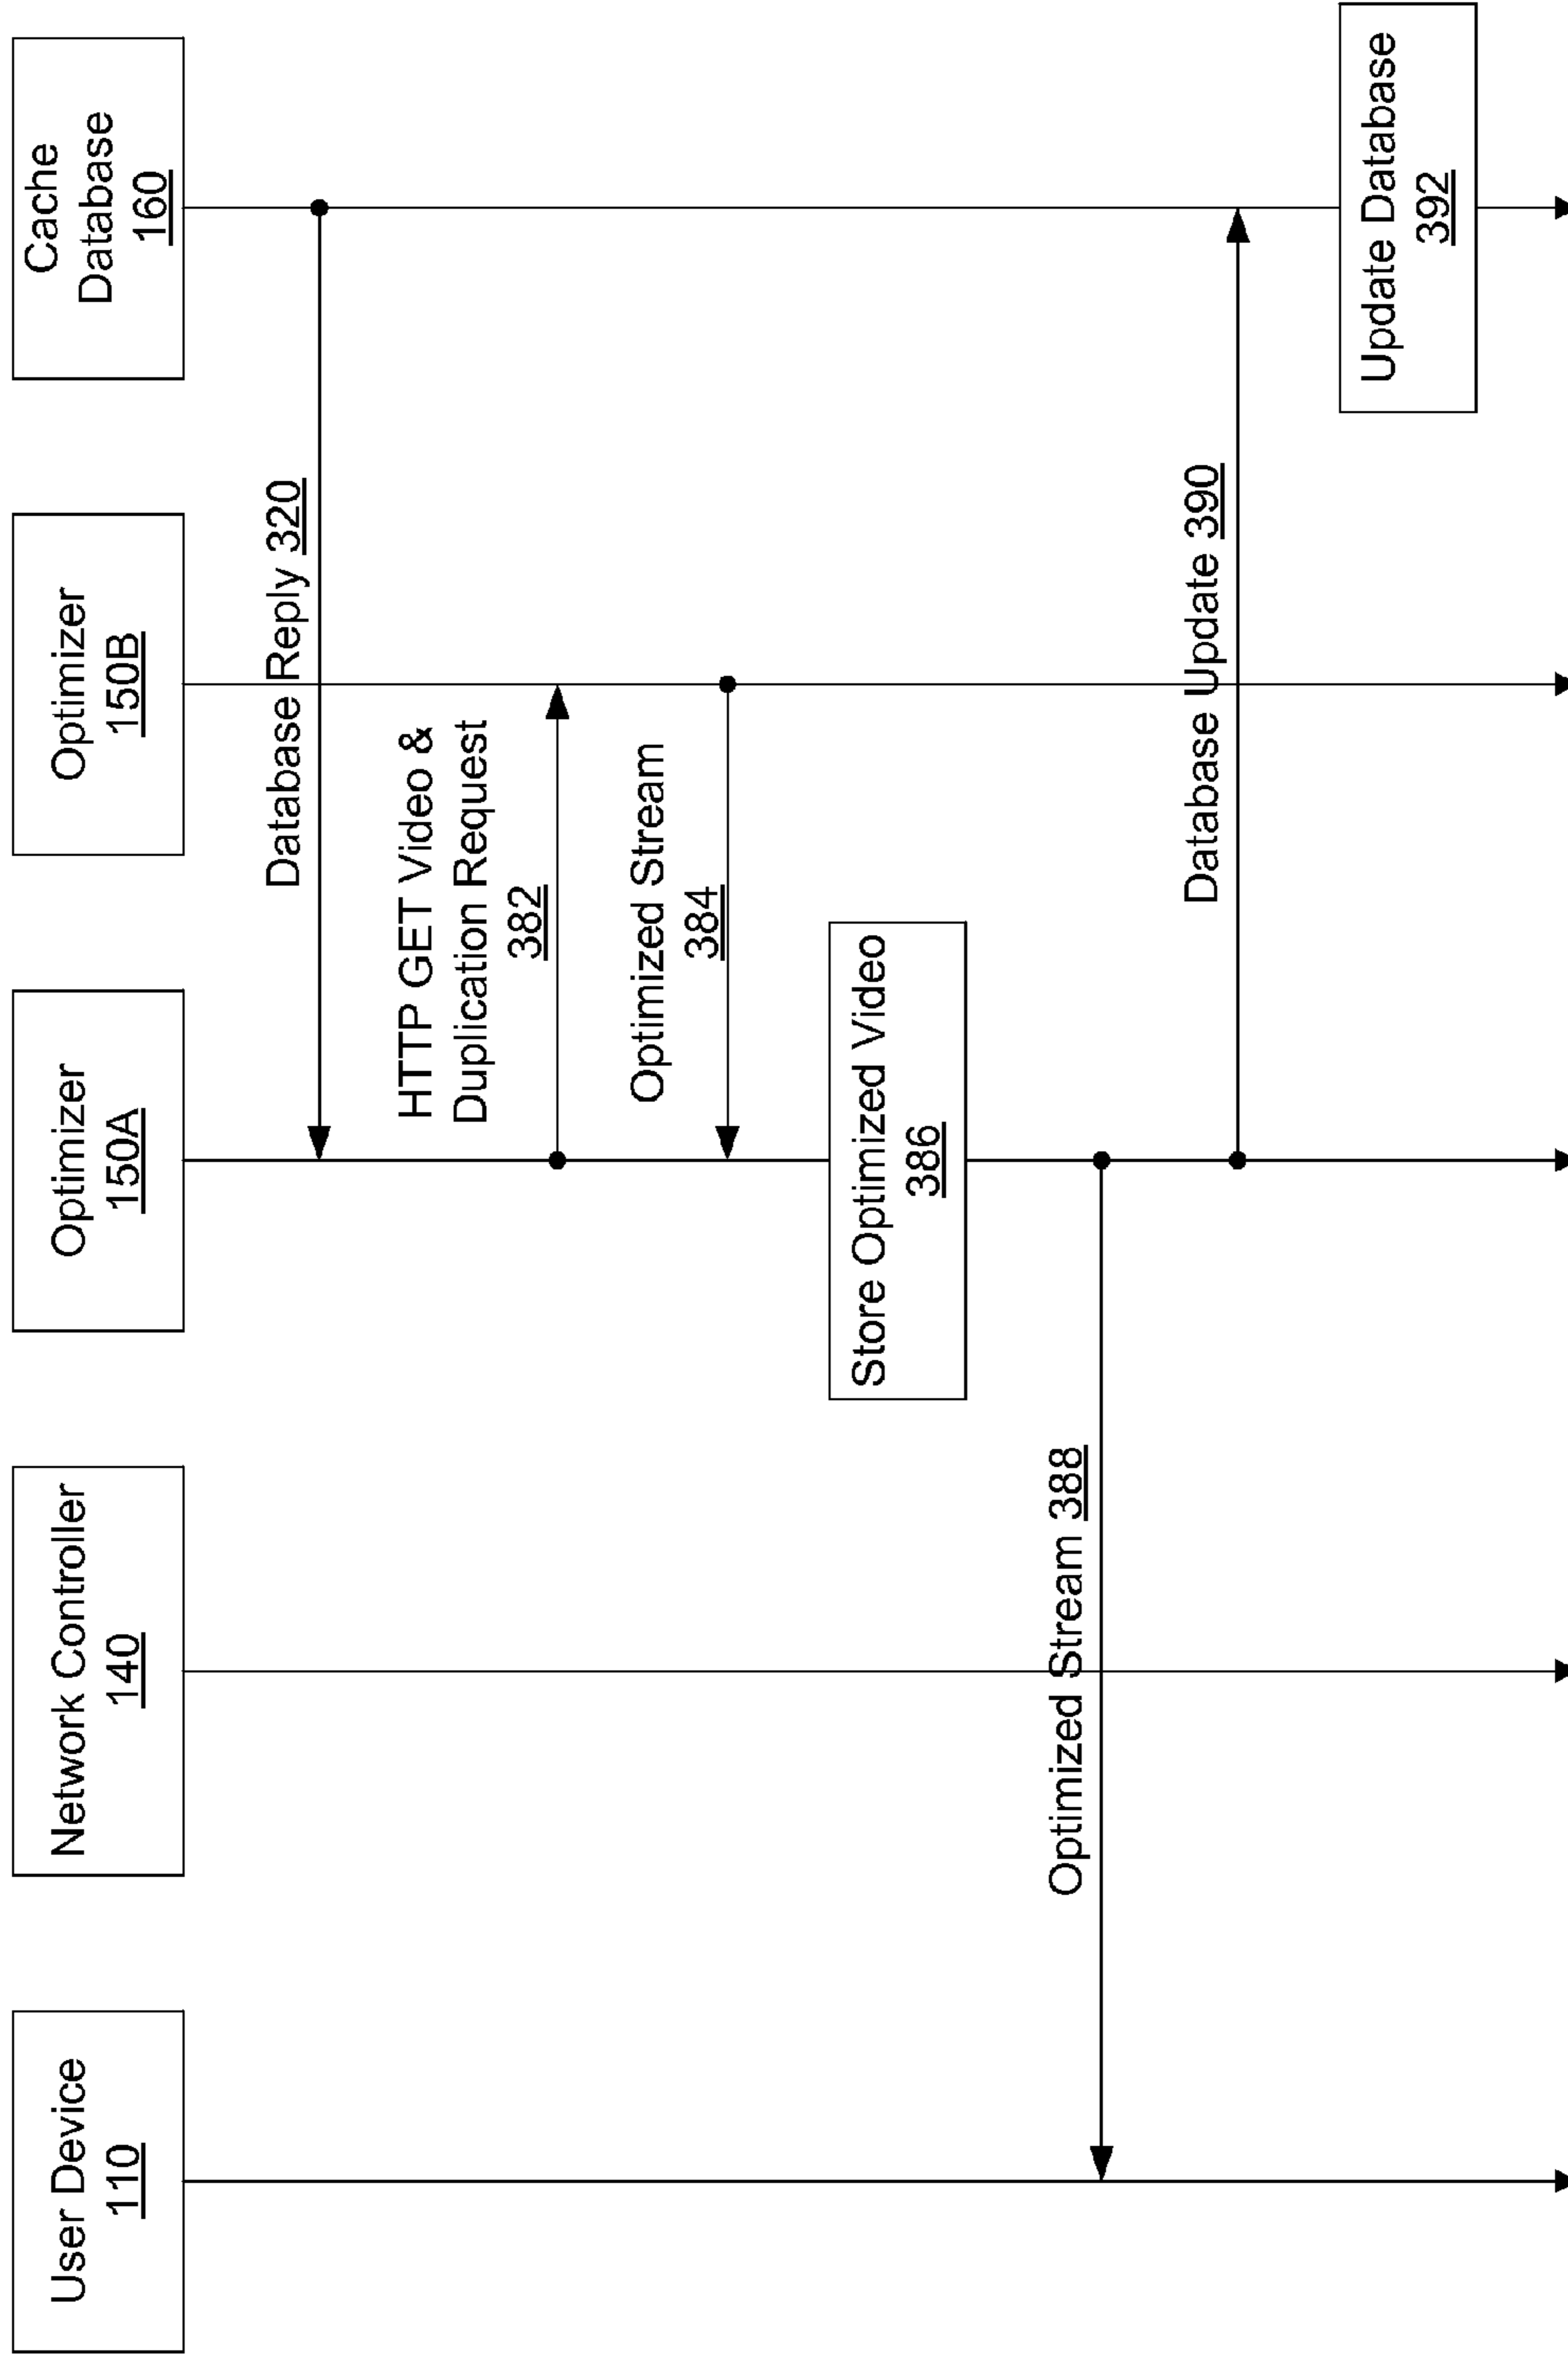 User Device
110
Network Controller
140
Optimizer
150A
Optimizer
150B
Cache
Database
160
Database Reply 320
HTTP GET Video &
Duplication Request
382
Optimized Stream
384
Store Optimized Video
386
Optimized Stream 388
Database Update 390
Update Database
392